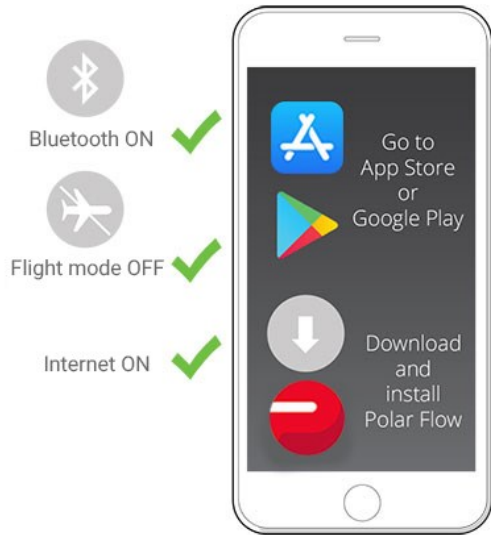 Bluetooth ON
Flight mode OFF
Internet ON
Go to
App Store
or
Google Play
Download
and
install
Polar Flow